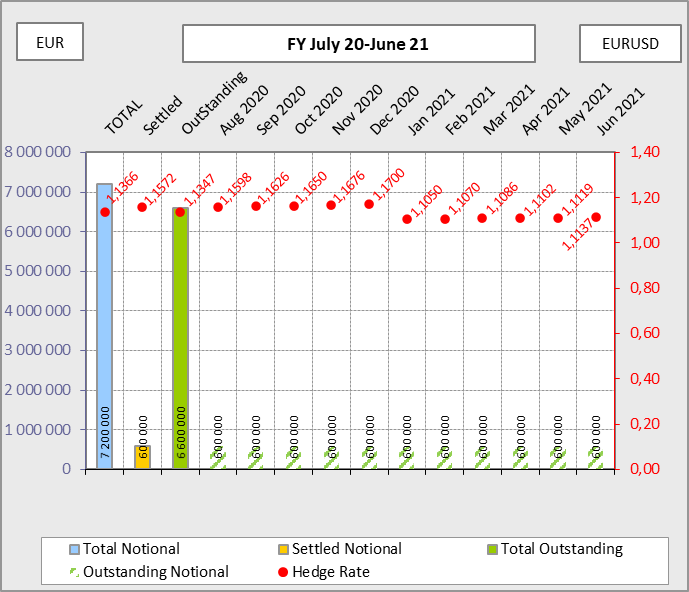 EUR
FY July 20-June 21
EURUSD
TOTAL
Settled
OutStanding
Aug 2020
Sep 2020
Oct 2020
Nov 2020
Dec 2020
Jan 2021
Feb 2021
Mar 2021
Apr 2021
May 2021
Jun 2021
8 000 000
7 000 000
6 000 000
5 000 000
4 000 000
3 000 000
2 000 000
1 000 000
0
1,40
1,20
1,00
0,80
0,60
0,40
0,20
0,00
1,1366
1,1572
1,1347
1,1598
1,1626
1,1650
1,1676
1,1700
1,1050
1,1070
1,1086
1,1102
1,1119
1,1137
7 200 000
600 000
6 600 000
600 000
600 000
600 000
600 000
600 000
600 000
600 000
600 000
600 000
600 000
600 000
Total Notional
Settled Notional
Total Outstanding
Outstanding Notional
Hedge Rate